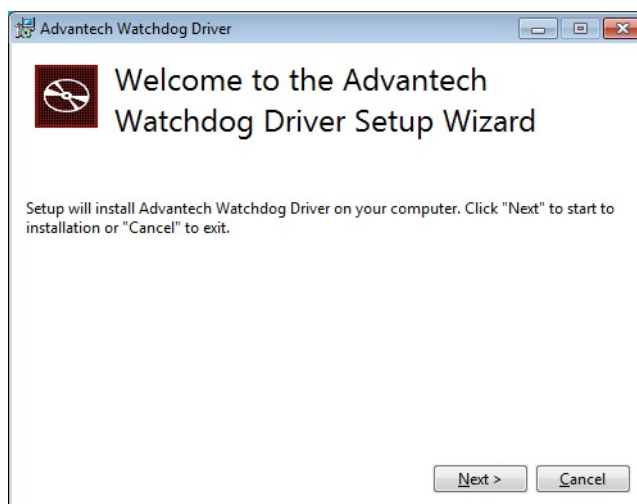 Advantech Watchdog Driver
Welcome to the Advantech
Watchdog Driver Setup Wizard
Setup will install Advantech Watchdog Driver on your computer. Click "Next" to start to
installation or "Cancel" to exit.
Next >
Cancel